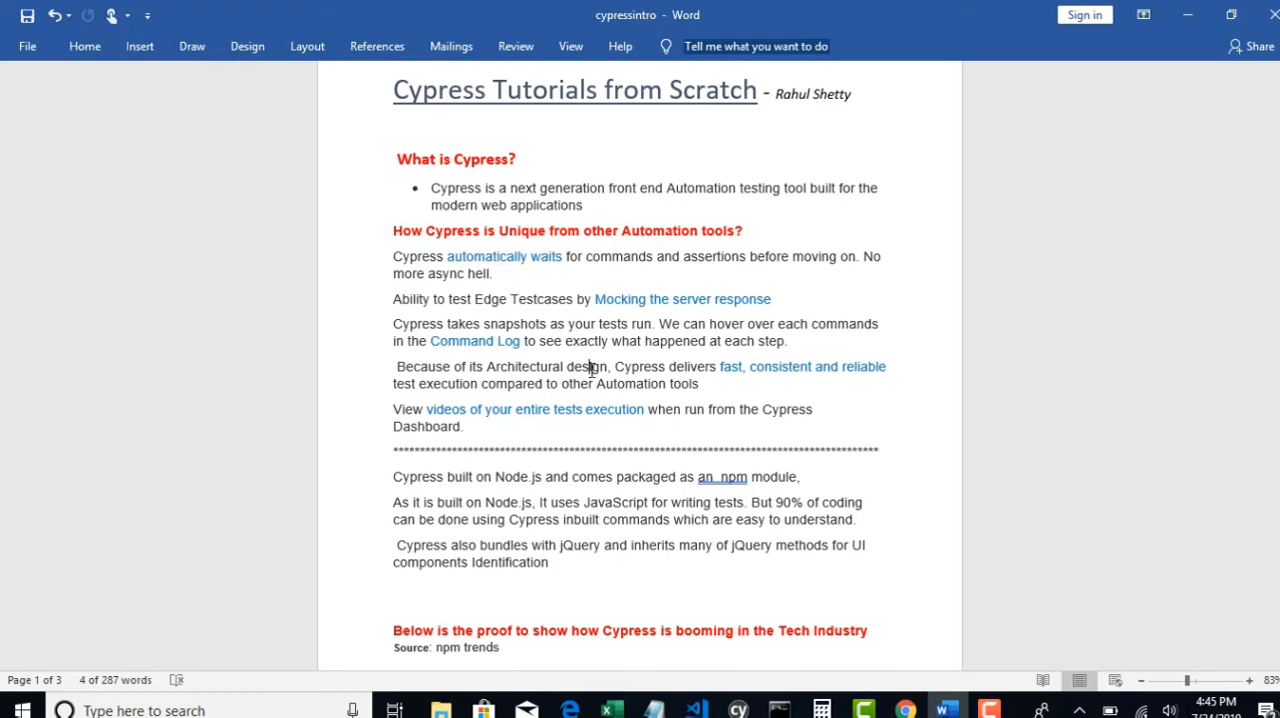 cypressintro - Word
Sign in
File Home Insert Draw Design Layout References Mailings Review View Help Tell me what you want to do Share
Cypress Tutorials from Scratch - Rahul Shetty
What is Cypress?
• Cypress is a next generation front end Automation testing tool built for the
modern web applications
How Cypress is Unique from other Automation tools?
Cypress automatically waits for commands and assertions before moving on. No
more async hell.
Ability to test Edge Testcases by Mocking the server response
Cypress takes snapshots as your tests run. We can hover over each commands
in the Command Log to see exactly what happened at each step.
Because of its Architectural design, Cypress delivers fast, consistent and reliable
test execution compared to other Automation tools
View videos of your entire tests execution when run from the Cypress
Dashboard.
********************************************************************************************
Cypress built on Node.js and comes packaged as an npm module,
As it is built on Node.js, It uses JavaScript for writing tests. But 90% of coding
can be done using Cypress inbuilt commands which are easy to understand.
Cypress also bundles with jQuery and inherits many of jQuery methods for UI
components Identification
Below is the proof to show how Cypress is booming in the Tech Industry
Source: npm trends
Page 1 of 3 4 of 287 words 83%
Type here to search
4:45 PM